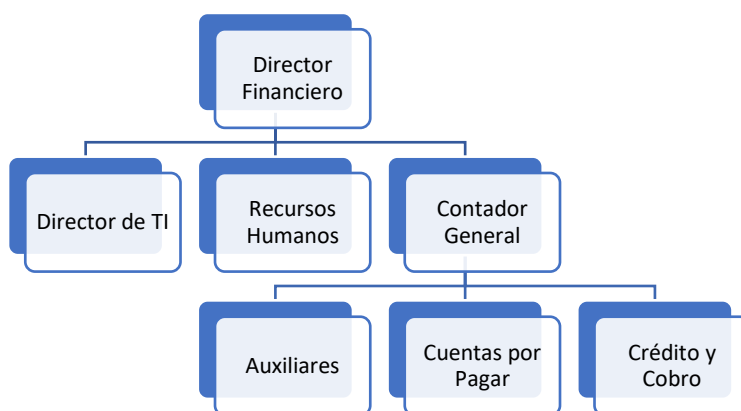 Director
Financiero
Director de TI
Recursos
Humanos
Contador
General
Auxiliares
Cuentas por
Pagar
Crédito y
Cobro